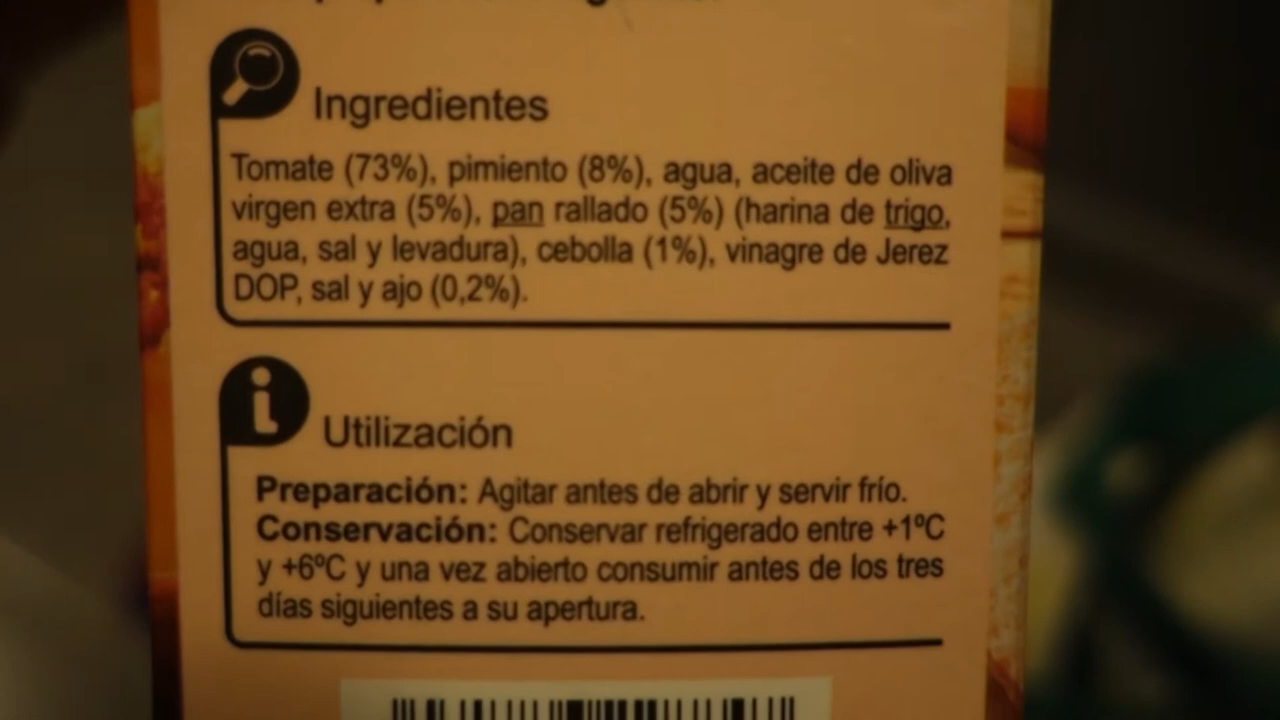 Ingredientes
Tomate (73%), pimiento (8%), agua, aceite de oliva
virgen extra (5%), pan rallado (5%) (harina de trigo,
agua, sal y levadura), cebolla (1%), vinagre de Jerez
DOP, sal y ajo (0,2%).
Utilización
Preparación: Agitar antes de abrir y servir frío.
Conservación: Conservar refrigerado entre +1ºC
y +6ºC y una vez abierto consumir antes de los tres
días siguientes a su apertura.